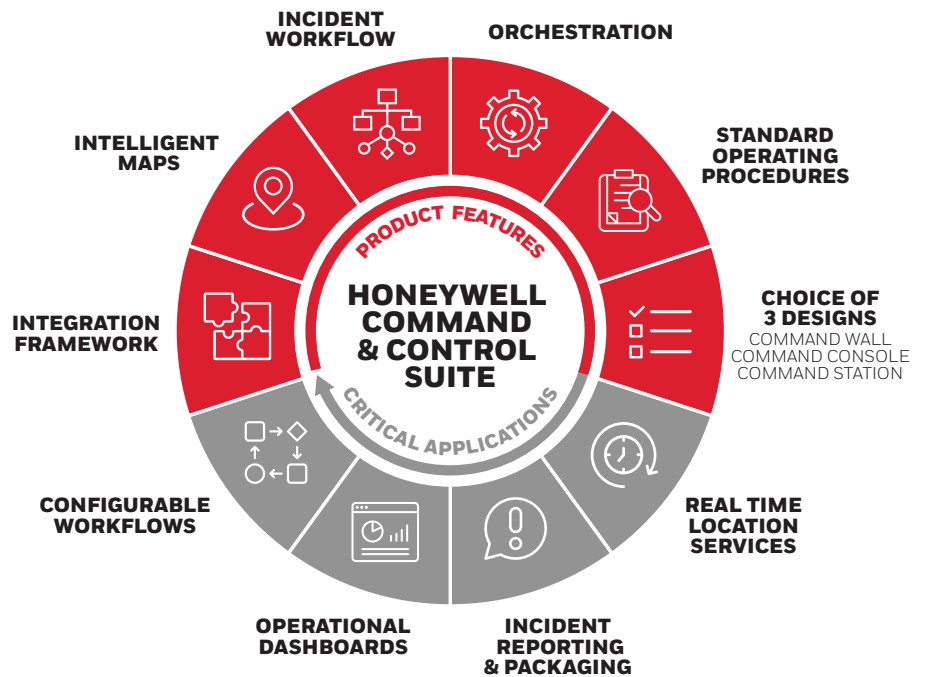 INCIDENT
WORKFLOW
ORCHESTRATION
INTELLIGENT
MAPS
STANDARD
OPERATING
PROCEDURES
PRODUCT FEATURES
HONEYWELL
COMMAND
& CONTROL
SUITE
CRITICAL APPLICATIONS
INTEGRATION
FRAMEWORK
CHOICE OF
3 DESIGNS
COMMAND WALL
COMMAND CONSOLE
COMMAND STATION
CONFIGURABLE
WORKFLOWS
REAL TIME
LOCATION
SERVICES
OPERATIONAL
DASHBOARDS
INCIDENT
REPORTING
& PACKAGING